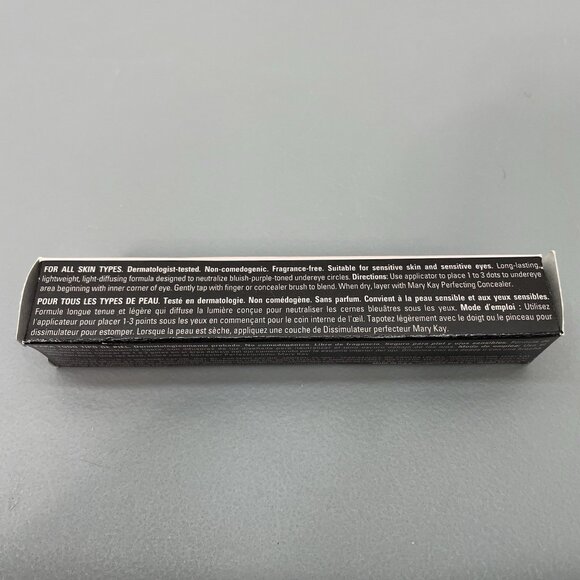 FOR ALL SKIN TYPES. Dermatologist-tested. Non-comedogenic. Fragrance-free. Suitable for sensitive skin and sensitive eyes. Long-lasting,
lightweight, light-diffusing formula designed to neutralize bluish-purple-toned undereye circles. Directions: Use applicator to place 1 to 3 dots to undereye
area beginning with inner corner of eye. Gently tap with finger or concealer brush to blend. When dry, layer with Mary Kay Perfecting Concealer.
POUR TOUS LES TYPES DE PEAU. Testé en dermatologie. Non comédogène. Sans parfum. Convient à la peau sensible et aux yeux sensibles.
Formule longue tenue et légère qui diffuse la lumière conçue pour neutraliser les cernes bleuâtres sous les yeux. Mode d'emploi : Utilisez
l'applicateur pour placer 1-3 points sous les yeux en commençant pour le coin interne de l'œil. Tapotez légèrement avec le doigt ou le pinceau pour
dissimulateur pour estomper. Lorsque la peau est sèche, appliquez une couche de Dissimulateur perfecteur Mary Kay.
No comedogénico. Libre de fragancia.